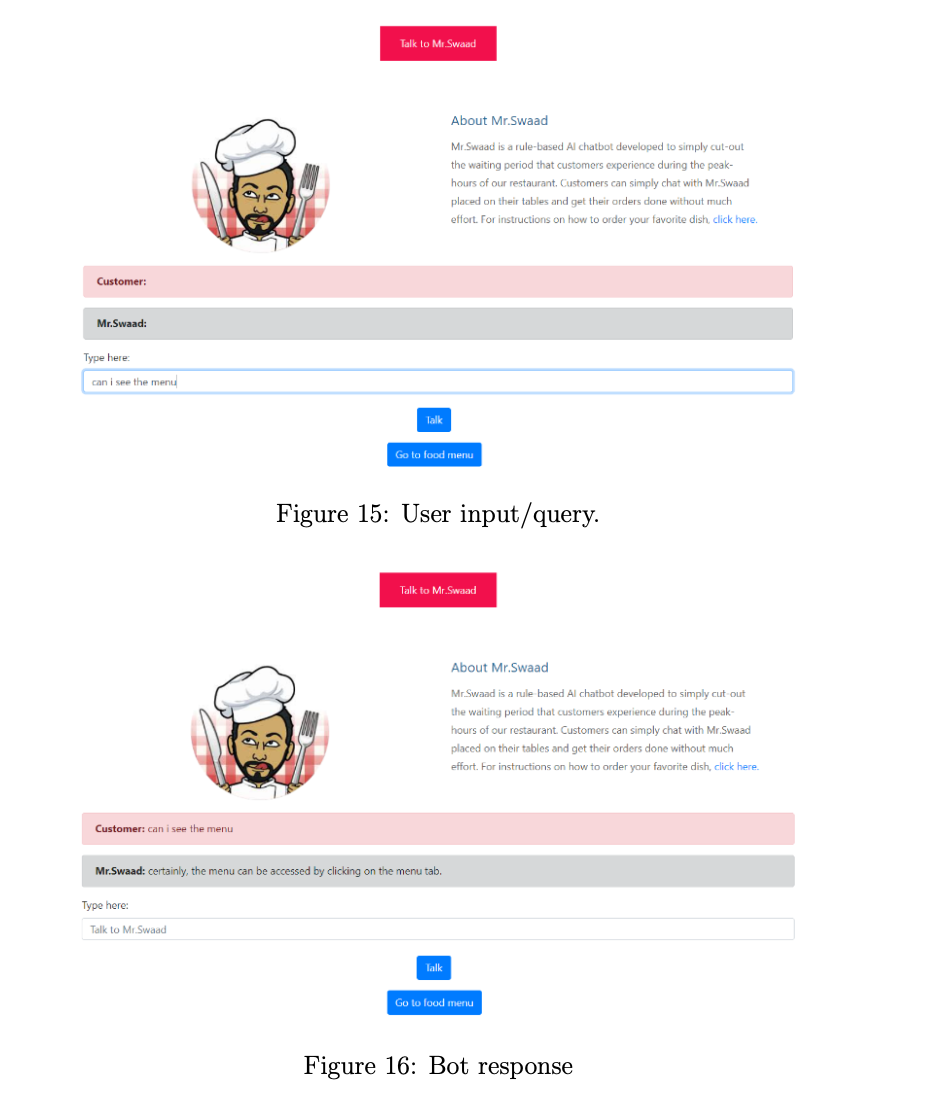 Talk to Mr.Swaad
About Mr.Swaad
Mr.Swaad is a rule-based AI chatbot developed to simply cut-out
the waiting period that customers experience during the peak-
hours of our restaurant. Customers can simply chat with Mr.Swaad
placed on their tables and get their orders done without much
effort. For instructions on how to order your favorite dish, click here.
Customer:
Mr.Swaad:
Type here:
can i see the menu
Talk
Go to food menu
Figure 15: User input/query.
Talk to Mr.Swaad
About Mr.Swaad
Mr.Swaad is a rule-based AI chatbot developed to simply cut-out
the waiting period that customers experience during the peak-
hours of our restaurant. Customers can simply chat with Mr.Swaad
placed on their tables and get their orders done without much
effort. For instructions on how to order your favorite dish, click here.
Customer: can i see the menu
Mr.Swaad: certainly, the menu can be accessed by clicking on the menu tab.
Type here:
Talk to Mr.Swaad
Talk
Go to food menu
Figure 16: Bot response